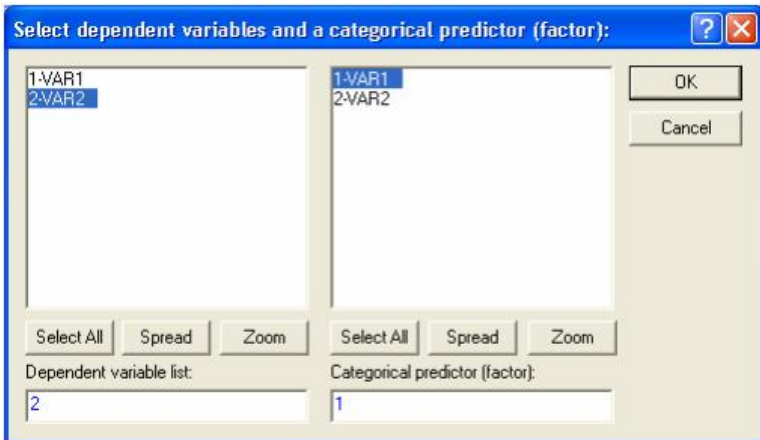 Select dependent variables and a categorical predictor (factor):
1-VAR1
2-VAR2
1-VAR1
2-VAR2
OK
Cancel
Select All
Spread
Zoom
Select All
Spread
Zoom
Dependent variable list:
Categorical predictor (factor):
2
1